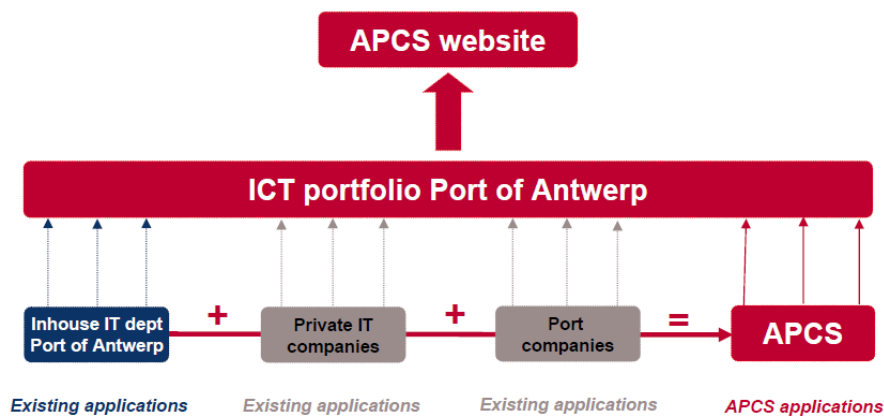 APCS website
ICT portfolio Port of Antwerp
+
+
=
Inhouse IT dept
Port of Antwerp
Private IT
companies
Port
companies
APCS
Existing applications
Existing applications
Existing applications
APCS applications